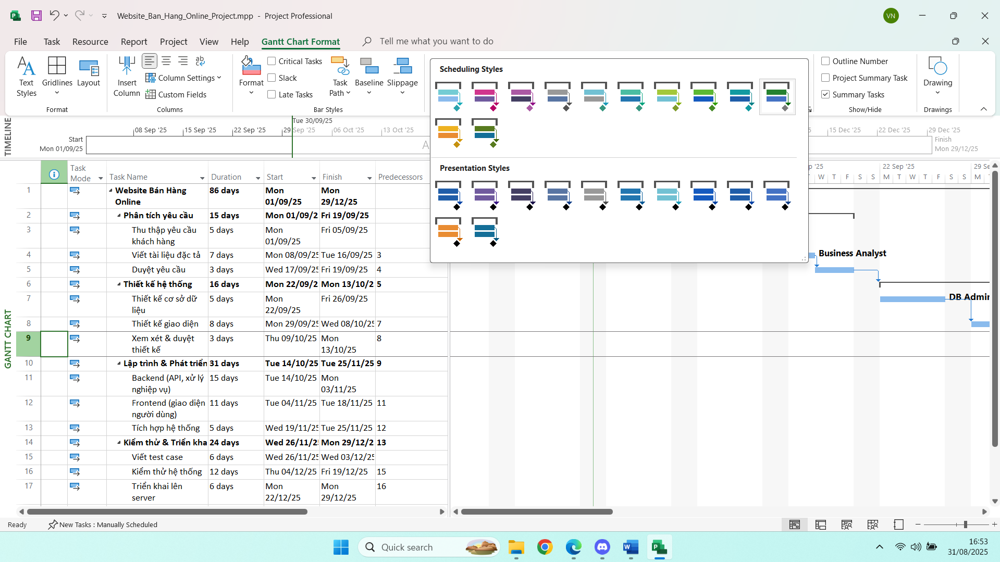 Website_Ban_Hang_Online_Project.mpp - Project Professional
VN
File Task Resource Report Project View Help Gantt Chart Format Tell me what you want to do
Text Styles
Gridlines
Layout
Format
Insert Column
Column Settings
Custom Fields
Columns
Format
Critical Tasks
Slack
Late Tasks
Task Path
Baseline
Slippage
Bar Styles
Scheduling Styles
Presentation Styles
Outline Number
Project Summary Task
Summary Tasks
Show/Hide
Drawing
Drawings
TIMELINE
Tue 30/09/25
08 Sep '25 15 Sep '25 22 Sep '25 29 Sep '25 06 Oct '25 13 Oct '25 15 Dec '25 22 Dec '25 29 Dec '25
Start
Mon 01/09/25
Finish
Mon 29/12/25
GANTT CHART
Task Mode Task Name Duration Start Finish Predecessors
1 Website Bán Hàng Online 86 days Mon 01/09/25 Mon 29/12/25
2 Phân tích yêu cầu 15 days Mon 01/09/2 Fri 19/09/25
3 Thu thập yêu cầu khách hàng 5 days Mon 01/09/25 Fri 05/09/25
4 Viết tài liệu đặc tả 7 days Mon 08/09/25 Tue 16/09/25 3
5 Duyệt yêu cầu 3 days Wed 17/09/25 Fri 19/09/25 4
6 Thiết kế hệ thống 16 days Mon 22/09/2 Mon 13/10/2 5
7 Thiết kế cơ sở dữ liệu 5 days Mon 22/09/25 Fri 26/09/25
8 Thiết kế giao diện 8 days Mon 29/09/25 Wed 08/10/25 7
9 Xem xét & duyệt thiết kế 3 days Thu 09/10/25 Mon 13/10/25 8
10 Lập trình & Phát triển 31 days Tue 14/10/25 Tue 25/11/25 9
11 Backend (API, xử lý nghiệp vụ) 15 days Tue 14/10/25 Mon 03/11/25
12 Frontend (giao diện người dùng) 11 days Tue 04/11/25 Tue 18/11/25 11
13 Tích hợp hệ thống 5 days Wed 19/11/25 Tue 25/11/25 12
14 Kiểm thử & Triển kha 24 days Wed 26/11/2 Mon 29/12/2 13
15 Viết test case 6 days Wed 26/11/25 Wed 03/12/25
16 Kiểm thử hệ thống 12 days Thu 04/12/25 Fri 19/12/25 15
17 Triển khai lên server 6 days Mon 22/12/25 Mon 29/12/25 16
22 Sep '25
W T F S S M T W T F S S M
Business Analyst
DB Admin
Ready New Tasks : Manually Scheduled
Quick search
16:53
31/08/2025